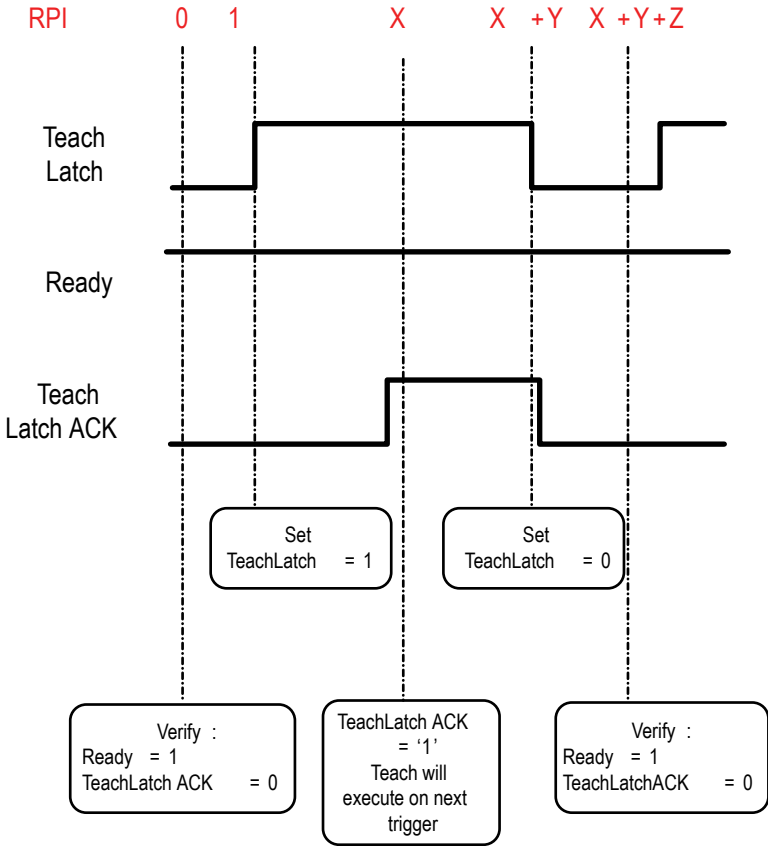 RPI 0 1 X X +Y X +Y+Z
Teach
Latch
Ready
Teach
Latch ACK
Set
TeachLatch = 1
Set
TeachLatch = 0
Verify :
Ready = 1
TeachLatch ACK = 0
TeachLatch ACK
= ‘1’
Teach will
execute on next
trigger
Verify :
Ready = 1
TeachLatchACK = 0